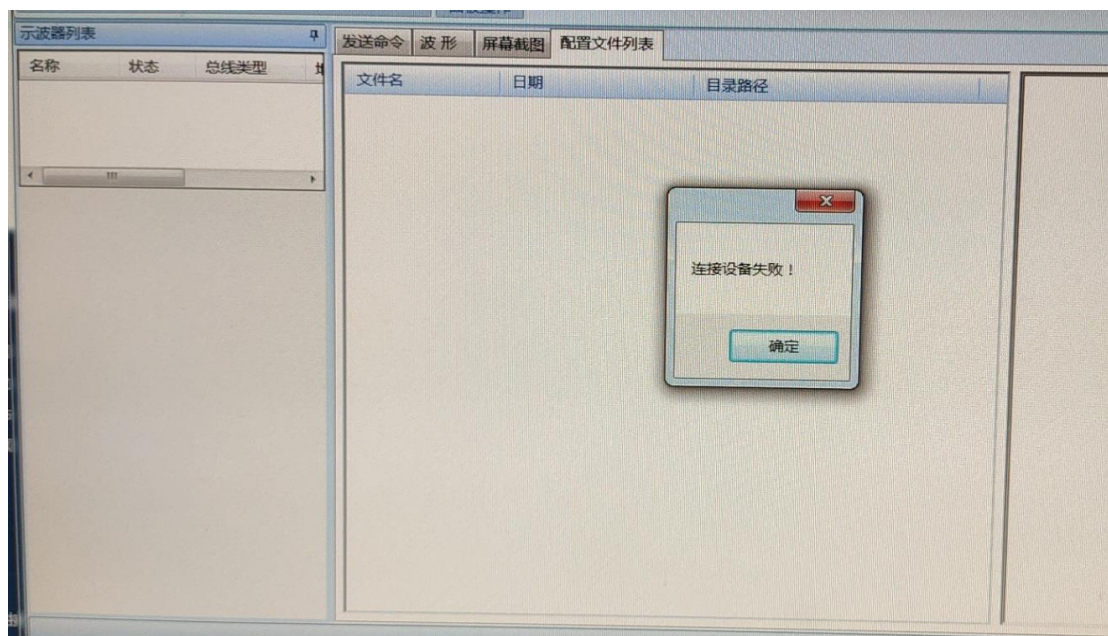 示波器列表
名称 状态 总线类型
发送命令 波形 屏幕截图 配置文件列表
文件名 日期 目录路径
连接设备失败！
确定